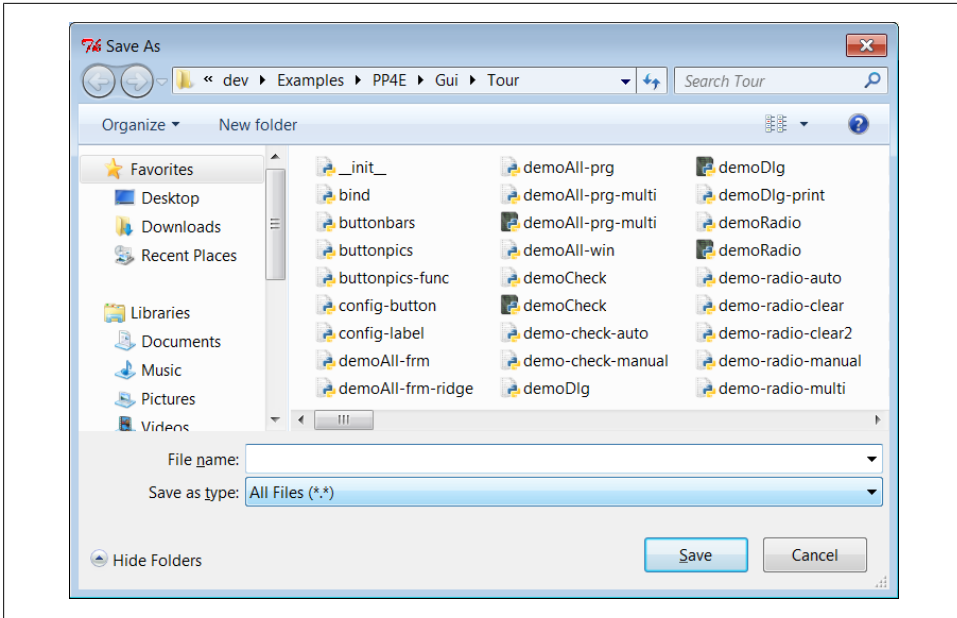 Save As
« dev ▸ Examples ▸ PP4E ▸ Gui ▸ Tour
Search Tour
Organize
New folder
Favorites
Desktop
Downloads
Recent Places
Libraries
Documents
Music
Pictures
Videos
__init__
bind
buttonbars
buttonpics
buttonpics-func
config-button
config-label
demoAll-frm
demoAll-frm-ridge
demoAll-prg
demoAll-prg-multi
demoAll-prg-multi
demoAll-win
demoCheck
demoCheck
demo-check-auto
demo-check-manual
demoDlg
demoDlg
demoDlg-print
demoRadio
demoRadio
demo-radio-auto
demo-radio-clear
demo-radio-clear2
demo-radio-manual
demo-radio-multi
File name:
Save as type: All Files (*.*)
Hide Folders
Save
Cancel